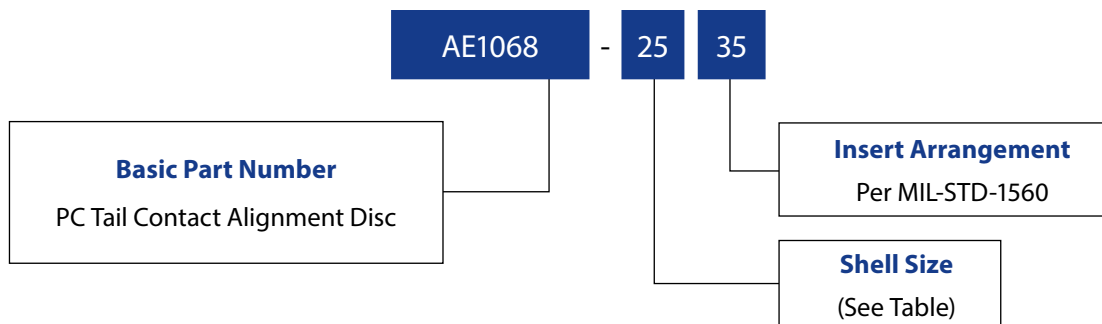 AE1068 - 25 35
Basic Part Number
PC Tail Contact Alignment Disc
Insert Arrangement
Per MIL-STD-1560
Shell Size
(See Table)